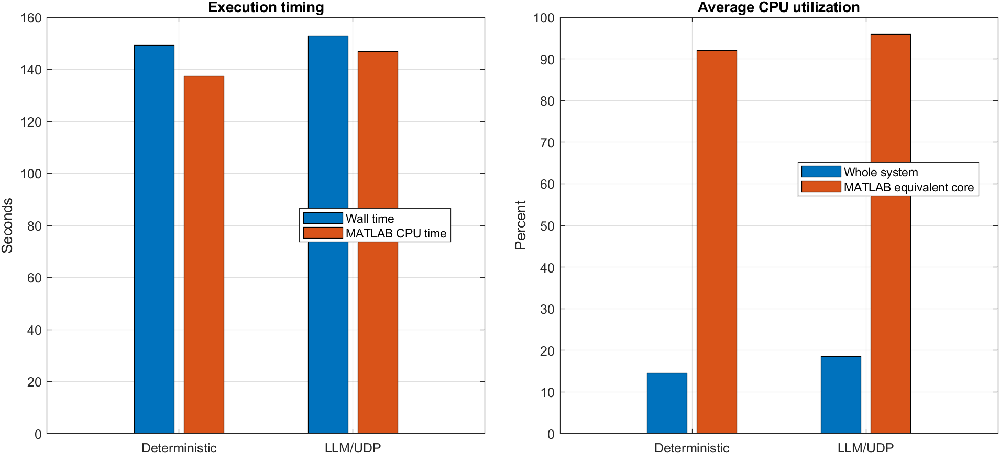 Execution timing
160
140
120
100
80
60
40
20
0
Seconds
Wall time
MATLAB CPU time
Deterministic
LLM/UDP
Average CPU utilization
100
90
80
70
60
50
40
30
20
10
0
Percent
Whole system
MATLAB equivalent core
Deterministic
LLM/UDP